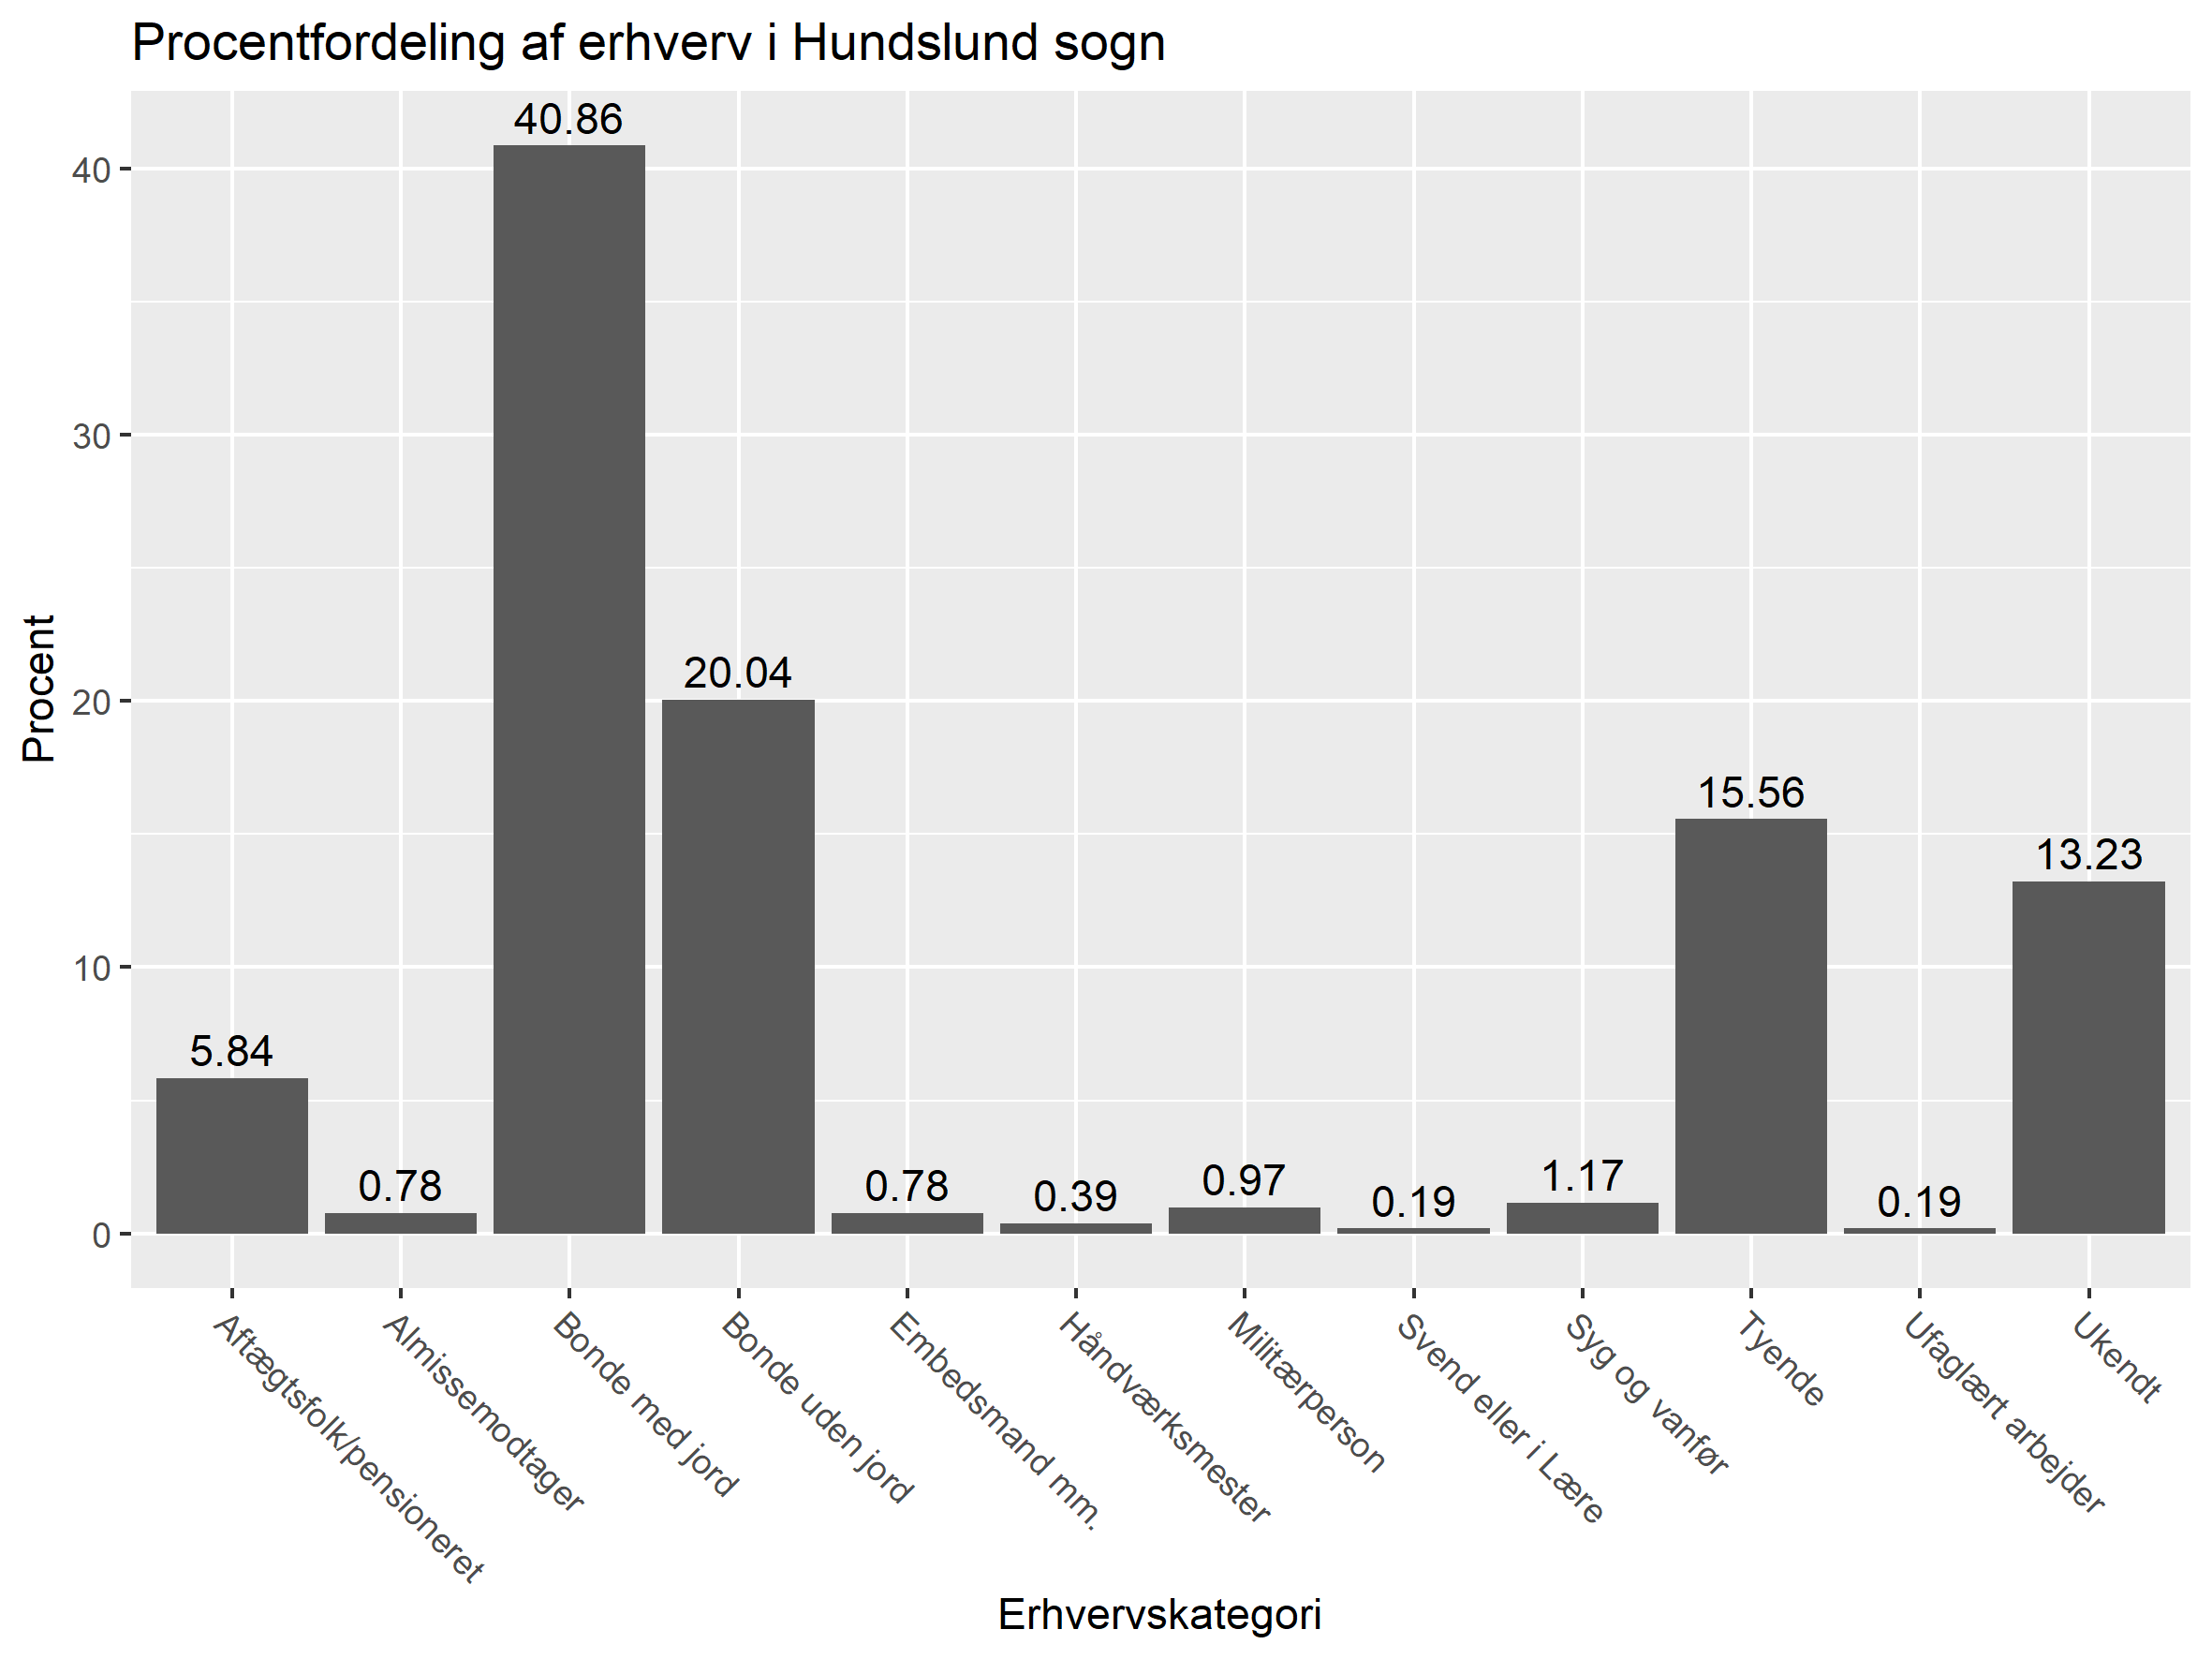 Procentfordeling af erhverv i Hundslund sogn
Procent
40
30
20
10
0
5.84
0.78
40.86
20.04
0.78
0.39
0.97
0.19
1.17
15.56
0.19
13.23
Aftægtsfolk/pensioneret
Almissemodtager
Bonde med jord
Bonde uden jord
Embedsmand mm.
Håndværksmester
Militærperson
Svend eller i Lære
Syg og vanfør
Tyende
Ufaglært arbejder
Ukendt
Erhvervskategori